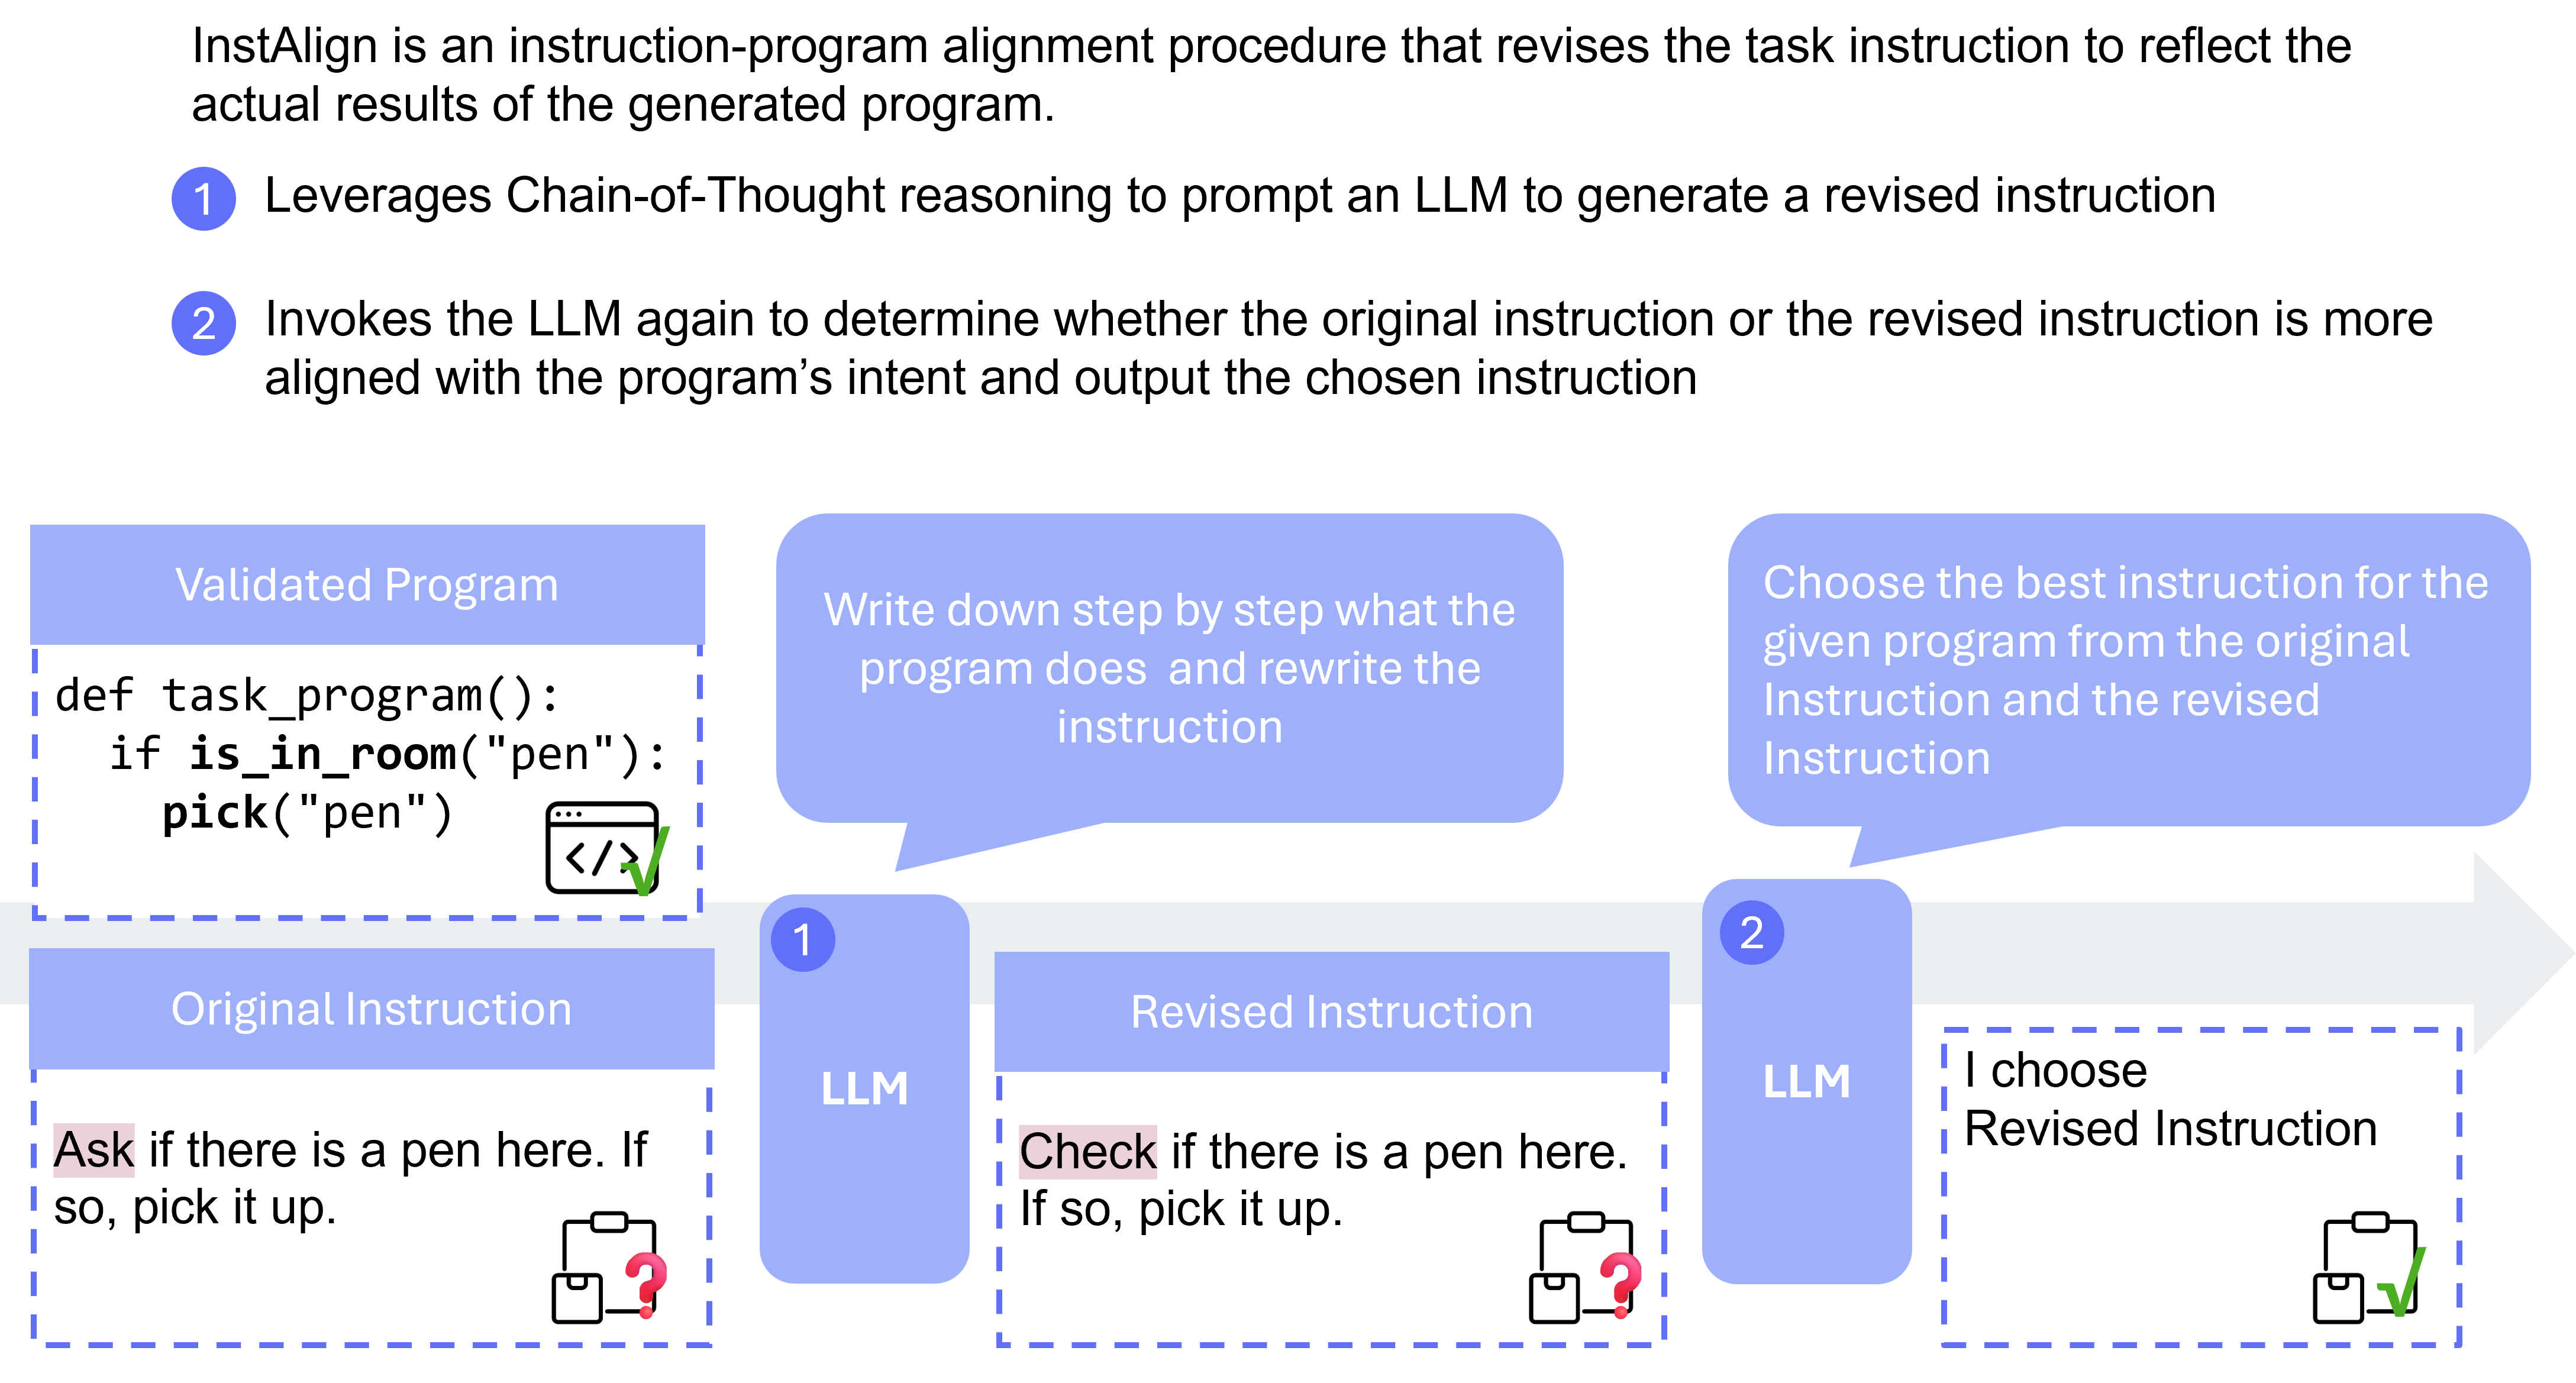 InstAlign is an instruction-program alignment procedure that revises the task instruction to reflect the
actual results of the generated program.
1 Leverages Chain-of-Thought reasoning to prompt an LLM to generate a revised instruction
2 Invokes the LLM again to determine whether the original instruction or the revised instruction is more
aligned with the program’s intent and output the chosen instruction
Validated Program
def task_program():
if is_in_room("pen"):
pick("pen")
</>
Original Instruction
Ask if there is a pen here. If
so, pick it up.
Write down step by step what the
program does  and rewrite the
instruction
1
LLM
Revised Instruction
Check if there is a pen here.
If so, pick it up.
Choose the best instruction for the
given program from the original
Instruction and the revised
Instruction
2
LLM
I choose
Revised Instruction